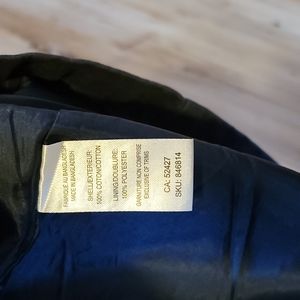 FABRIQUÉ AU BANGLADESH
MADE IN BANGLADESH
SHELL/EXTERIEUR:
100% COTON/COTTON
LINING/DOUBLURE:
100% POLYESTER
GARNITURE NON COMPRISE
EXCLUSIVE OF TRIMS
CA: 52427
SKU: 846814